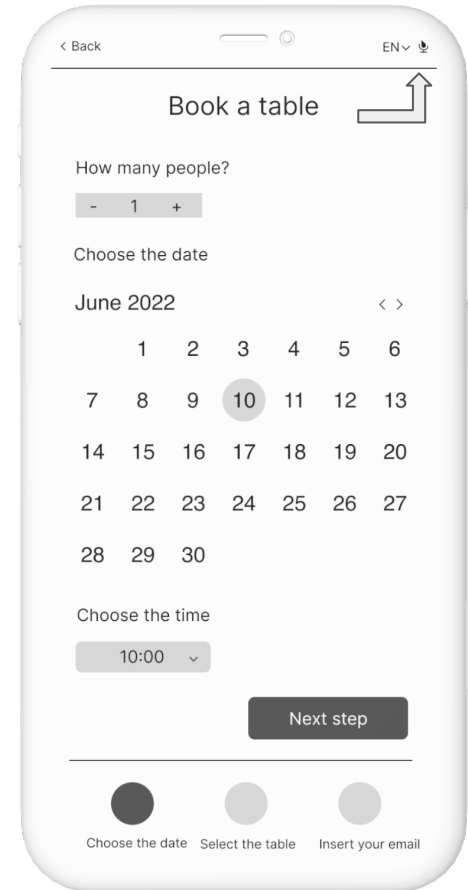 < Back
EN
Book a table
How many people?
- 1 +
Choose the date
June 2022 < >
1 2 3 4 5 6
7 8 9 10 11 12 13
14 15 16 17 18 19 20
21 22 23 24 25 26 27
28 29 30
Choose the time
10:00
Next step
Choose the date Select the table Insert your email